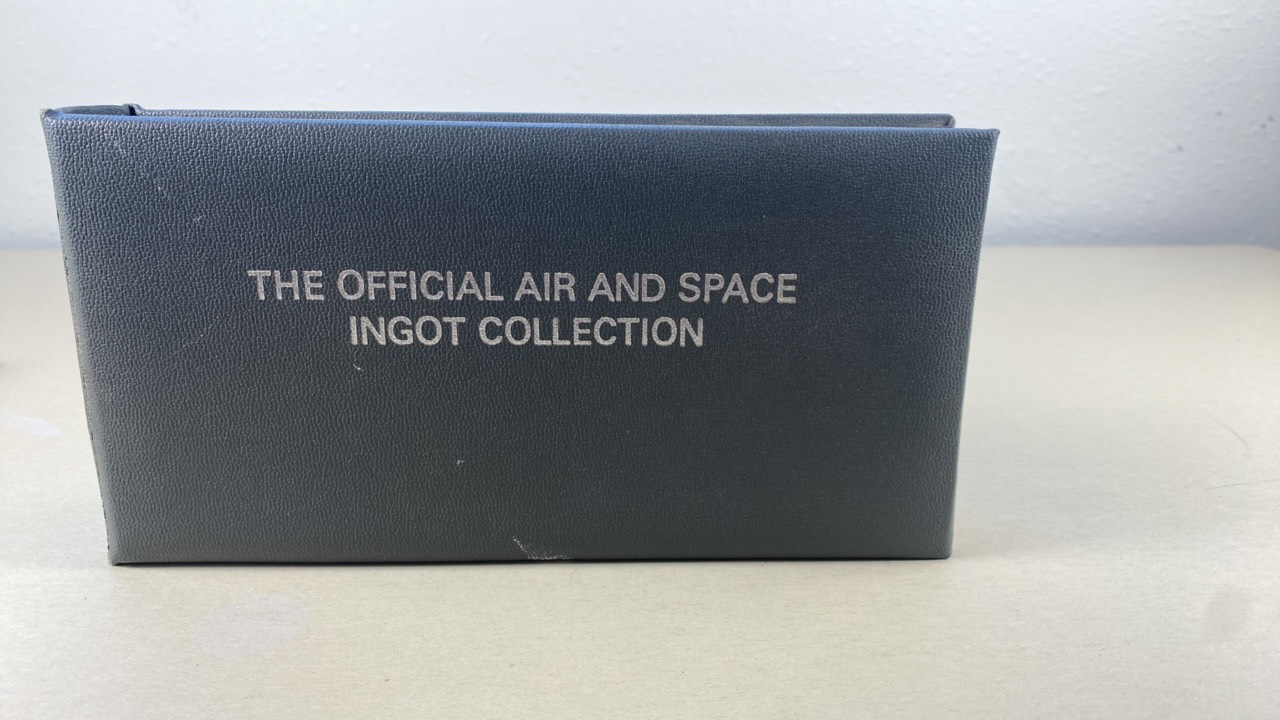 THE OFFICIAL AIR AND SPACE
INGOT COLLECTION